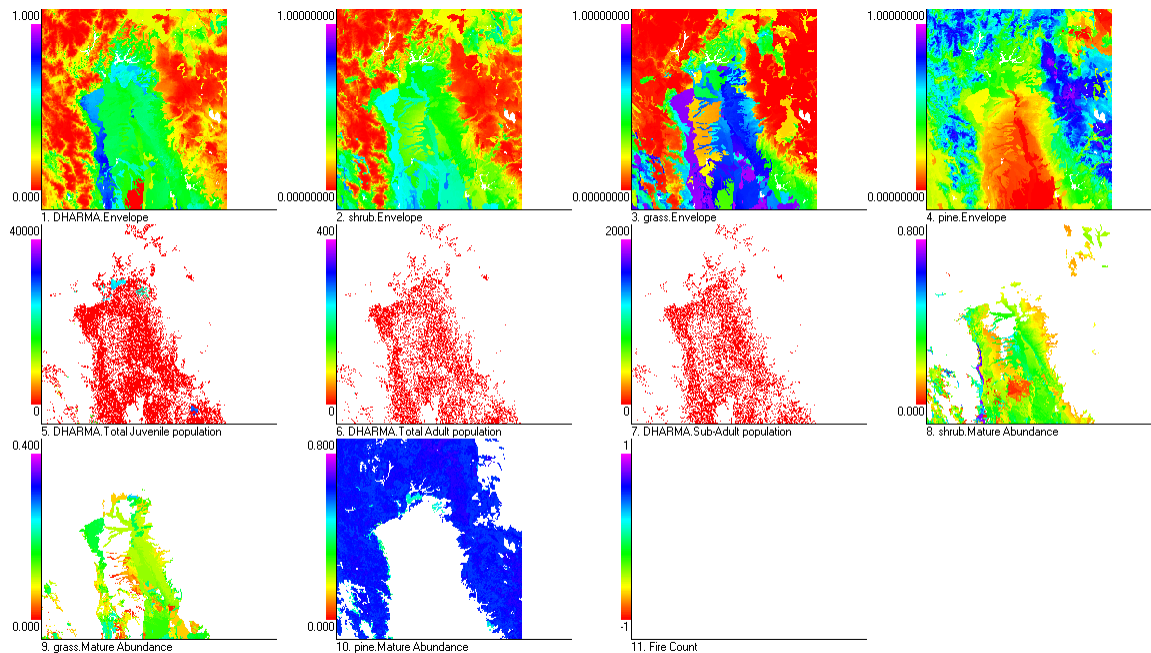 1.000
0.000
1. DHARMA.Envelope
1.00000000
0.00000000
2. shrub.Envelope
1.00000000
0.00000000
3. grass.Envelope
1.00000000
0.00000000
4. pine.Envelope
40000
0
5. DHARMA.Total Juvenile population
400
0
6. DHARMA.Total Adult population
2000
0
7. DHARMA.Sub-Adult population
0.800
0.000
8. shrub.Mature Abundance
0.400
0.000
9. grass.Mature Abundance
0.800
0.000
10. pine.Mature Abundance
1
-1
11. Fire Count